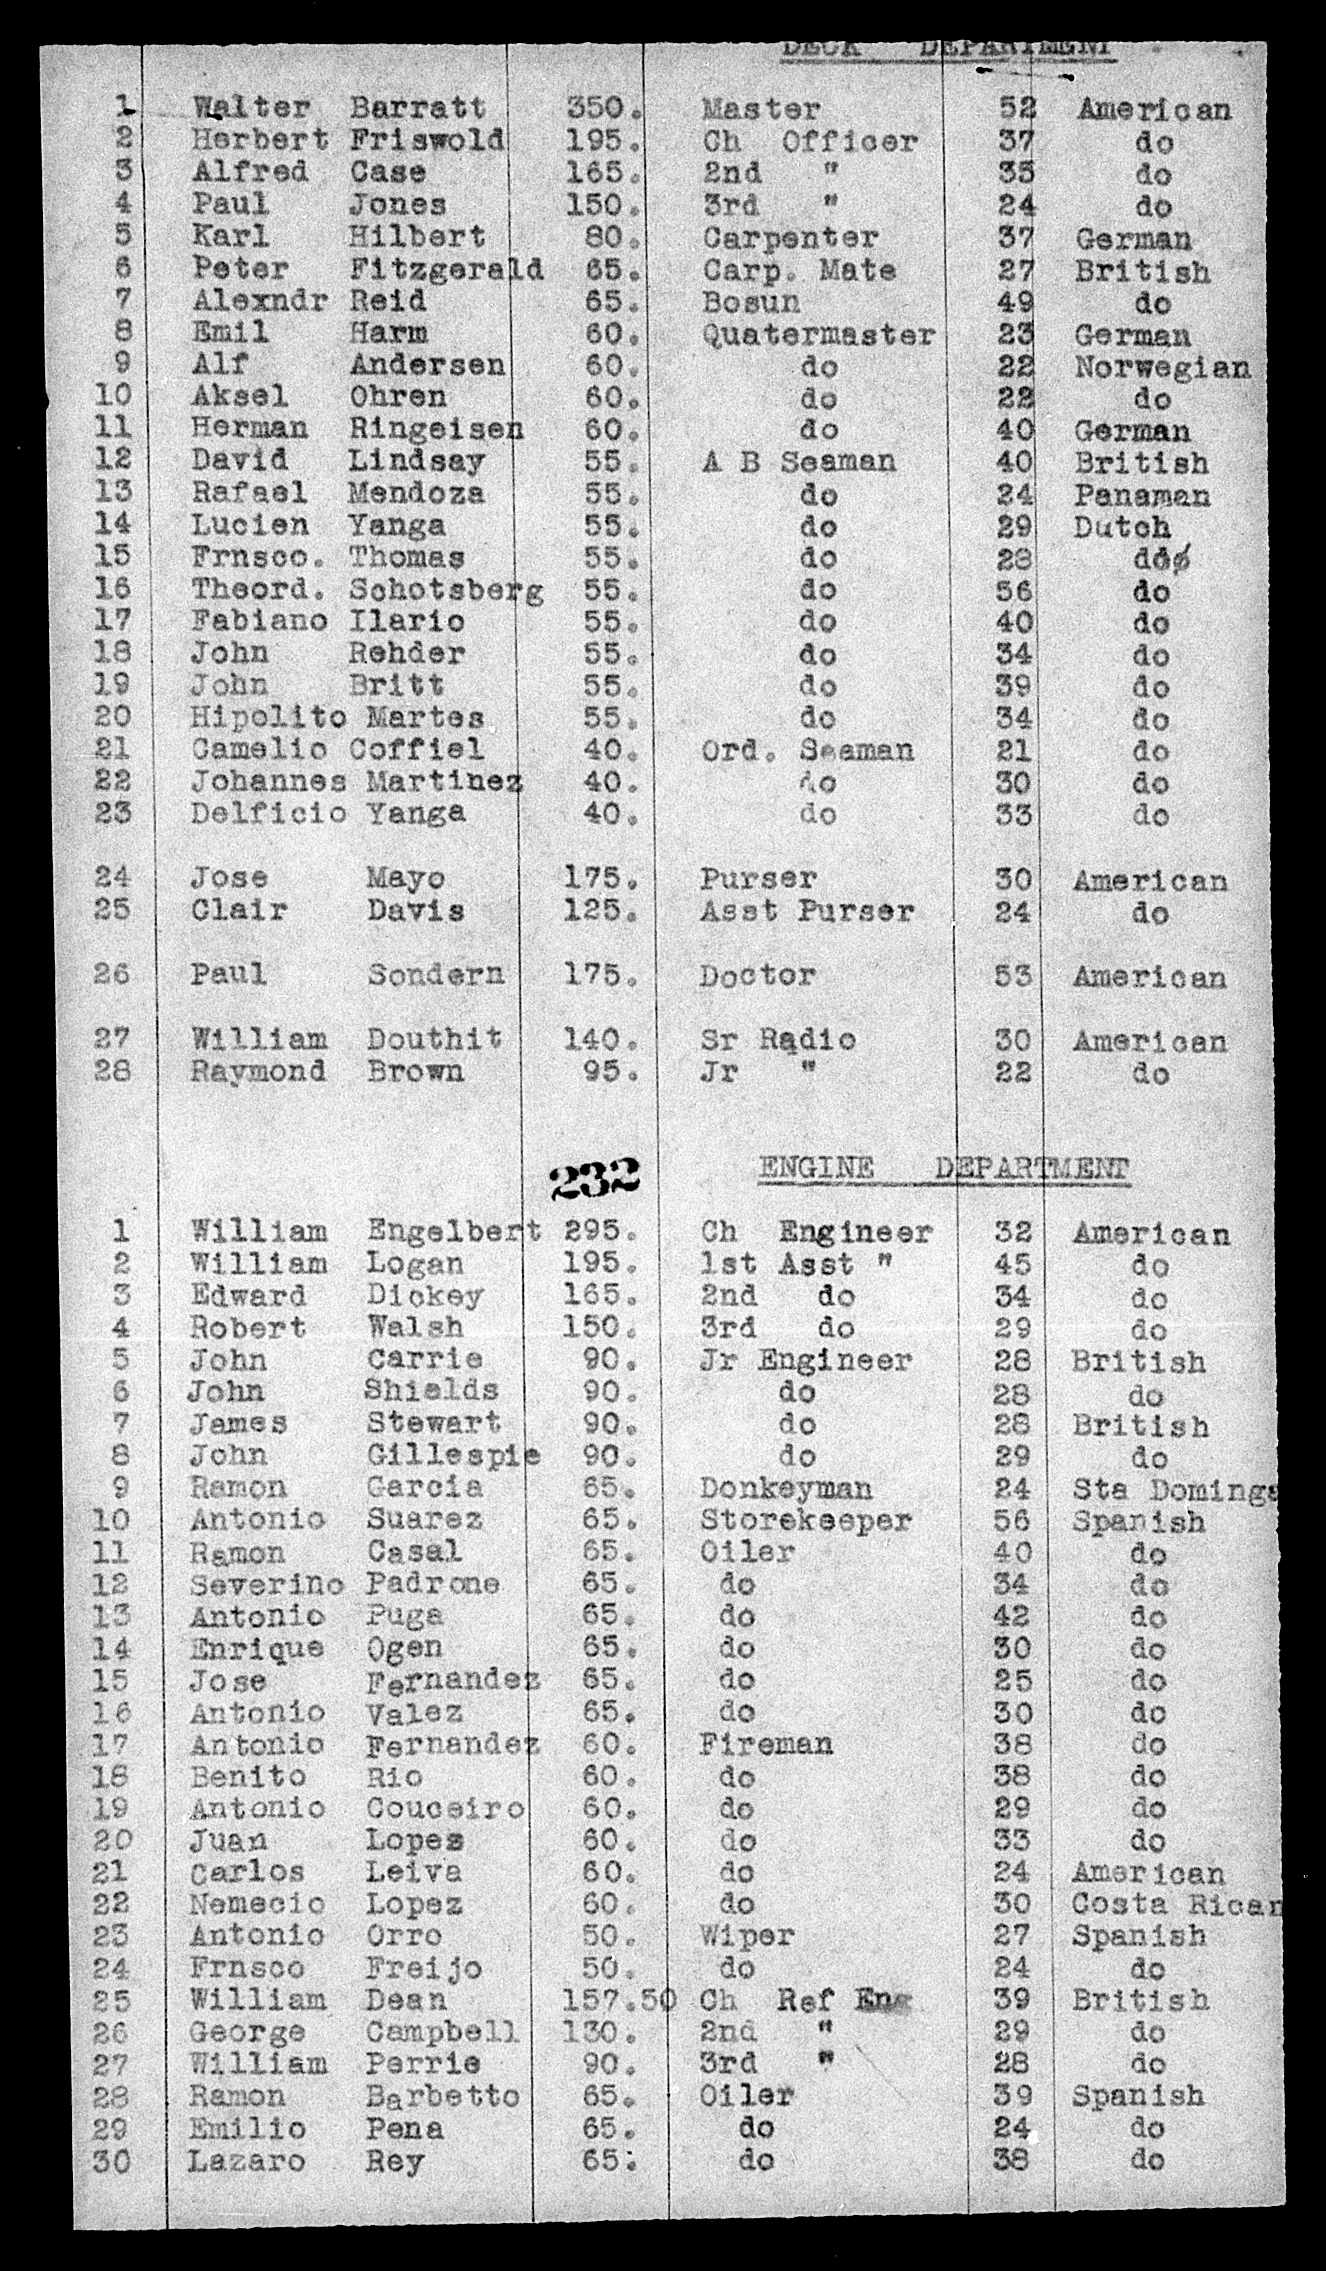 DECK DEPARTMENT
1 Walter Barratt 350. Master 52 American
2 Herbert Friswold 195. Ch Officer 37 do
3 Alfred Case 165. 2nd " 35 do
4 Paul Jones 150. 3rd " 24 do
5 Karl Hilbert 80. Carpenter 37 German
6 Peter Fitzgerald 65. Carp. Mate 27 British
7 Alexndr Reid 65. Bosun 49 do
8 Emil Harm 60. Quatermaster 23 German
9 Alf Andersen 60. do 22 Norwegian
10 Aksel Ohren 60. do 22 do
11 Herman Ringeisen 60. do 40 German
12 David Lindsay 55. A B Seaman 40 British
13 Rafael Mendoza 55. do 24 Panaman
14 Lucien Yanga 55. do 29 Dutch
15 Frnsco. Thomas 55. do 28 do
16 Theord. Schotsberg 55. do 56 do
17 Fabiano Ilario 55. do 40 do
18 John Rehder 55. do 34 do
19 John Britt 55. do 39 do
20 Hipolito Martes 55. do 34 do
21 Camelio Coffiel 40. Ord. Seaman 21 do
22 Johannes Martinez 40. do 30 do
23 Delficio Yanga 40. do 33 do
24 Jose Mayo 175. Purser 30 American
25 Clair Davis 125. Asst Purser 24 do
26 Paul Sondern 175. Doctor 53 American
27 William Douthit 140. Sr Radio 30 American
28 Raymond Brown 95. Jr " 22 do
232 ENGINE DEPARTMENT
1 William Engelbert 295. Ch Engineer 32 American
2 William Logan 195. 1st Asst " 45 do
3 Edward Dickey 165. 2nd do 34 do
4 Robert Walsh 150. 3rd do 29 do
5 John Carrie 90. Jr Engineer 28 British
6 John Shields 90. do 28 do
7 James Stewart 90. do 28 British
8 John Gillespie 90. do 29 do
9 Ramon Garcia 65. Donkeyman 24 Sta Dominga
10 Antonio Suarez 65. Storekeeper 56 Spanish
11 Ramon Casal 65. Oiler 40 do
12 Severino Padrone 65. do 34 do
13 Antonio Puga 65. do 42 do
14 Enrique Ogen 65. do 30 do
15 Jose Fernandez 65. do 25 do
16 Antonio Valez 65. do 30 do
17 Antonio Fernandez 60. Fireman 38 do
18 Benito Rio 60. do 38 do
19 Antonio Couceiro 60. do 29 do
20 Juan Lopez 60. do 33 do
21 Carlos Leiva 60. do 24 American
22 Nemecio Lopez 60. do 30 Costa Rican
23 Antonio Orro 50. Wiper 27 Spanish
24 Frnsco Freijo 50. do 24 do
25 William Dean 157.50 Ch Ref Eng 39 British
26 George Campbell 130. 2nd " 29 do
27 William Perrie 90. 3rd " 28 do
28 Ramon Barbetto 65. Oiler 39 Spanish
29 Emilio Pena 65. do 24 do
30 Lazaro Rey 65. do 38 do